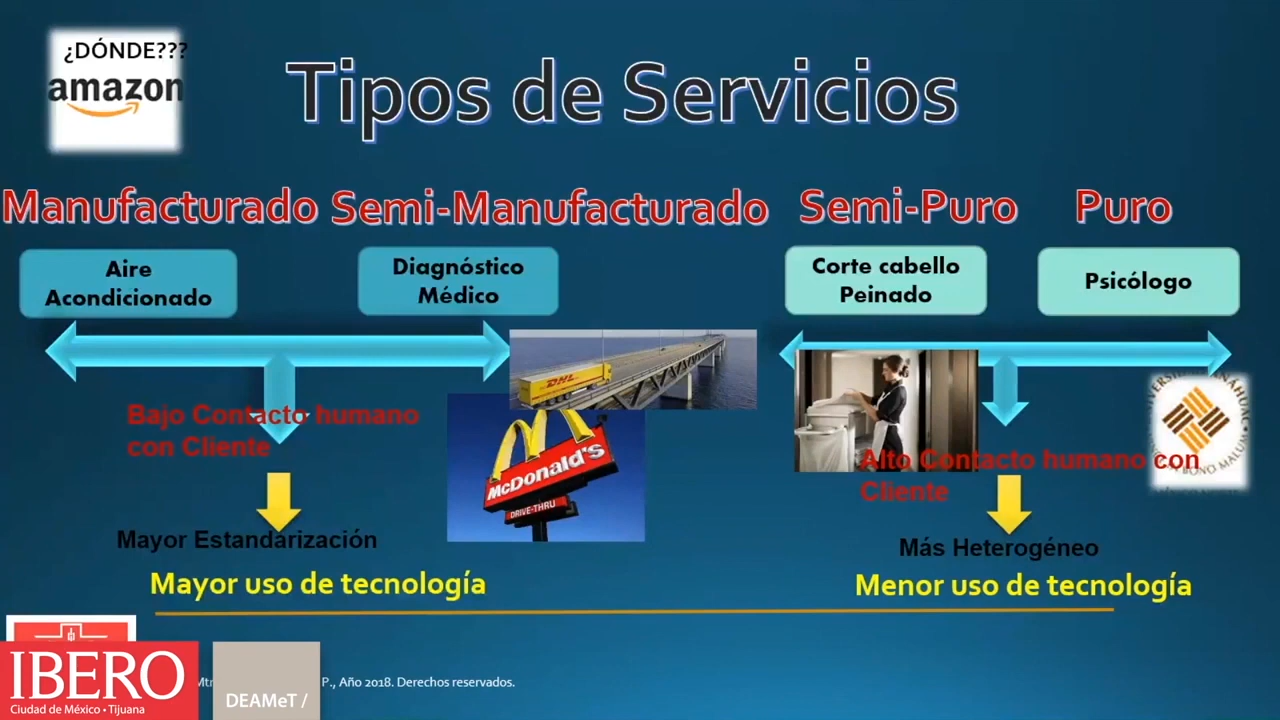 ¿DÓNDE???
amazon
Tipos de Servicios
Manufacturado
Semi-Manufacturado
Semi-Puro
Puro
Aire
Acondicionado
Diagnóstico
Médico
Corte cabello
Peinado
Psicólogo
DHL
Bajo Contacto humano
con Cliente
McDonald's
DRIVE-THRU
Alto Contacto humano con
Cliente
BONO MALUM
Mayor Estandarización
Más Heterogéneo
Mayor uso de tecnología
Menor uso de tecnología
IBERO
Ciudad de México • Tijuana
DEAMeT /
P., Año 2018. Derechos reservados.